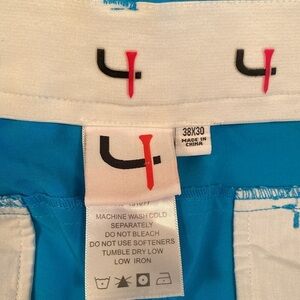 38X30
MADE IN
CHINA
MACHINE WASH COLD
SEPARATELY
DO NOT BLEACH
DO NOT USE SOFTENERS
TUMBLE DRY LOW
LOW IRON